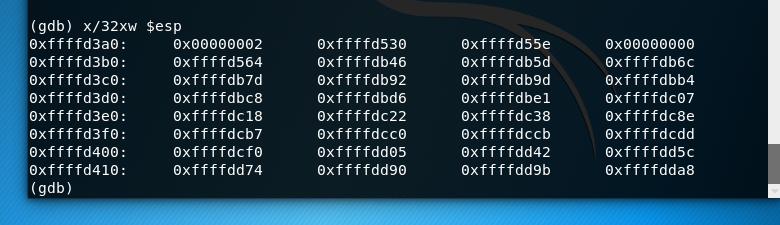 (gdb) x/32xw $esp
0xffffd3a0: 0x00000002 0xffffd530 0xffffd55e 0x00000000
0xffffd3b0: 0xffffd564 0xffffdb46 0xffffdb5d 0xffffdb6c
0xffffd3c0: 0xffffdb7d 0xffffdb92 0xffffdb9d 0xffffdbb4
0xffffd3d0: 0xffffdbc8 0xffffdbd6 0xffffdbe1 0xffffdc07
0xffffd3e0: 0xffffdc18 0xffffdc22 0xffffdc38 0xffffdc8e
0xffffd3f0: 0xffffdcb7 0xffffdcc0 0xffffdccb 0xffffdcdd
0xffffd400: 0xffffdcf0 0xffffdd05 0xffffdd42 0xffffdd5c
0xffffd410: 0xffffdd74 0xffffdd90 0xffffdd9b 0xffffdda8
(gdb)